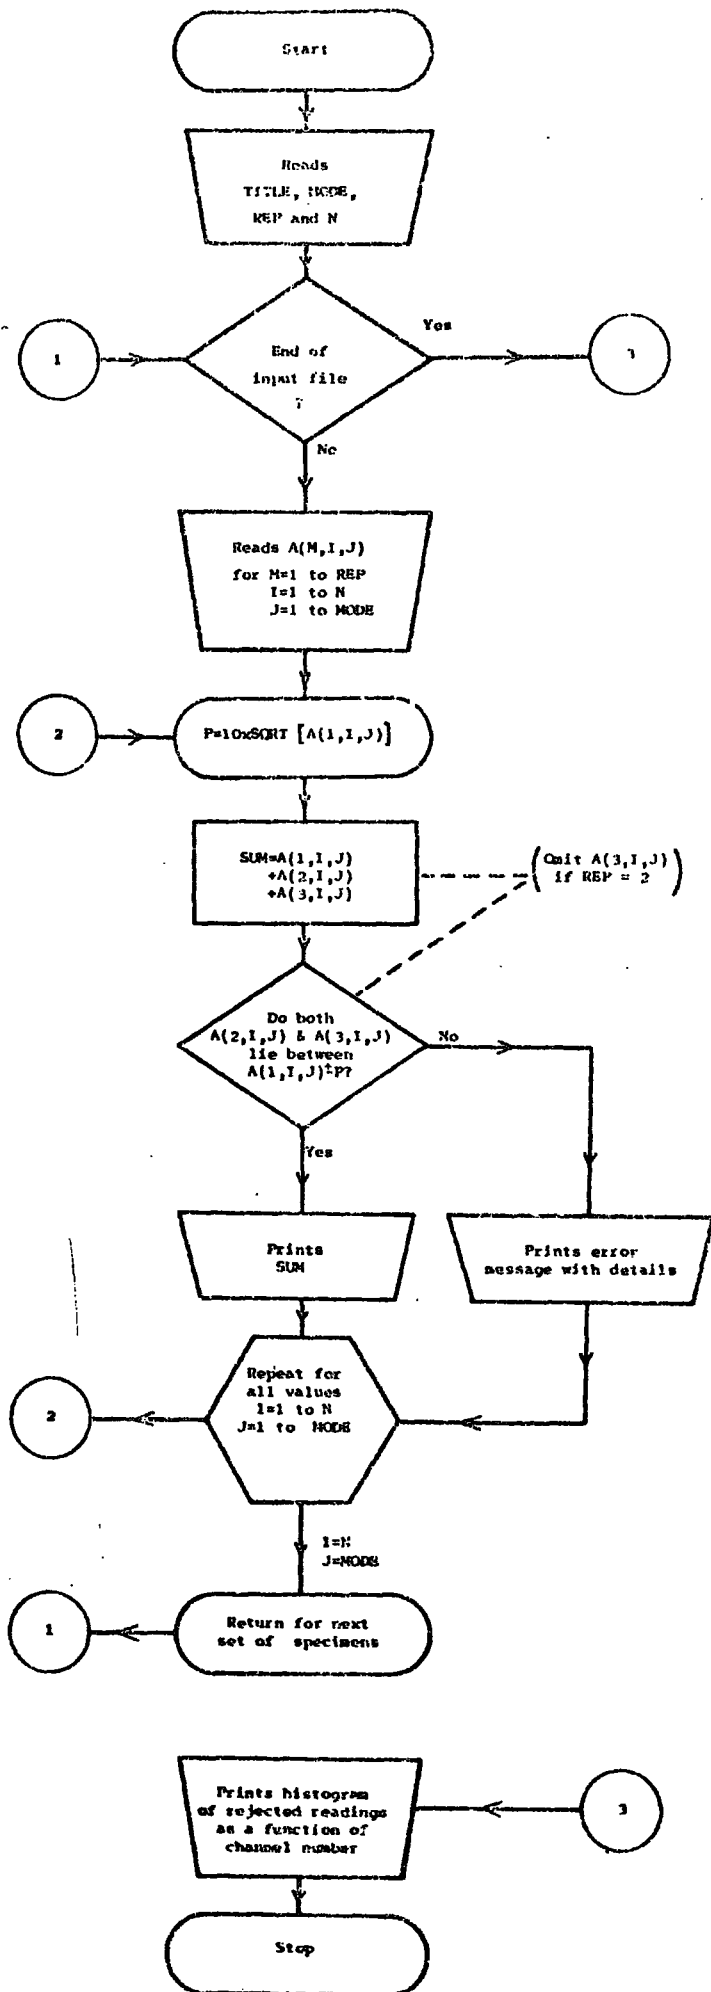 Start
Reads
TITLE, MODE,
REP and N
Yes
1
End of
input file
?
3
No
Reads A(M,I,J)
for M=1 to REP
I=1 to N
J=1 to MODE
2
P=10xSQRT [A(1,I,J)]
SUM=A(1,I,J)
+A(2,I,J)
+A(3,I,J)
(Omit A(3,I,J)
if REP = 2)
Do both
A(2,I,J) & A(3,I,J)
lie between
A(1,I,J)±P?
No
Yes
Prints
SUM
Prints error
message with details
Repeat for
all values
I=1 to N
J=1 to MODE
2
I=N
J=MODE
1
Return for next
set of specimens
Prints histogram
of rejected readings
as a function of
channel number
3
Stop